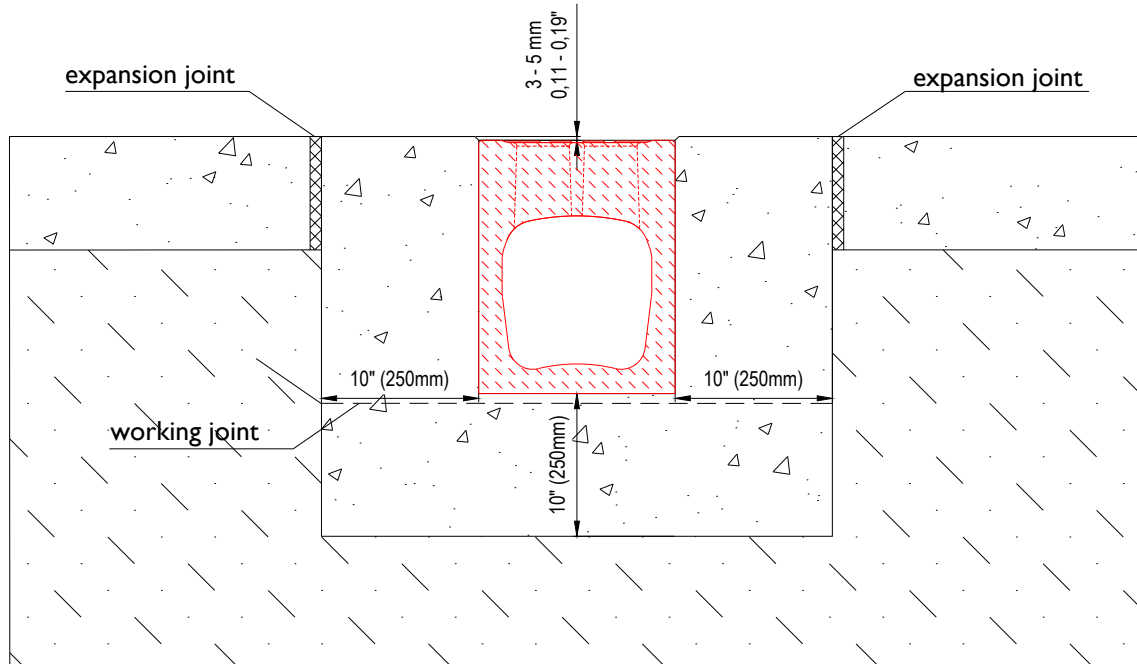 3 - 5 mm
0,11 - 0,19"
expansion joint
expansion joint
10" (250mm)
10" (250mm)
working joint
10" (250mm)